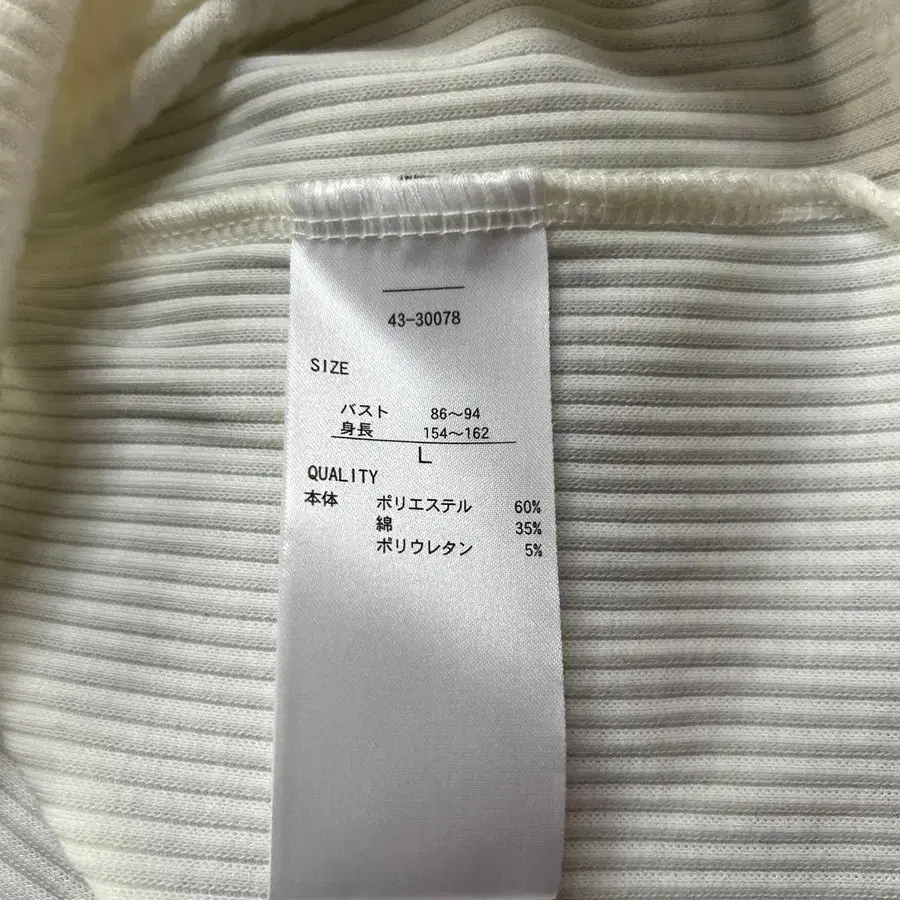 43-30078
SIZE
バスト 86～94
身長 154～162
L
QUALITY
本体 ポリエステル 60%
綿 35%
ポリウレタン 5%